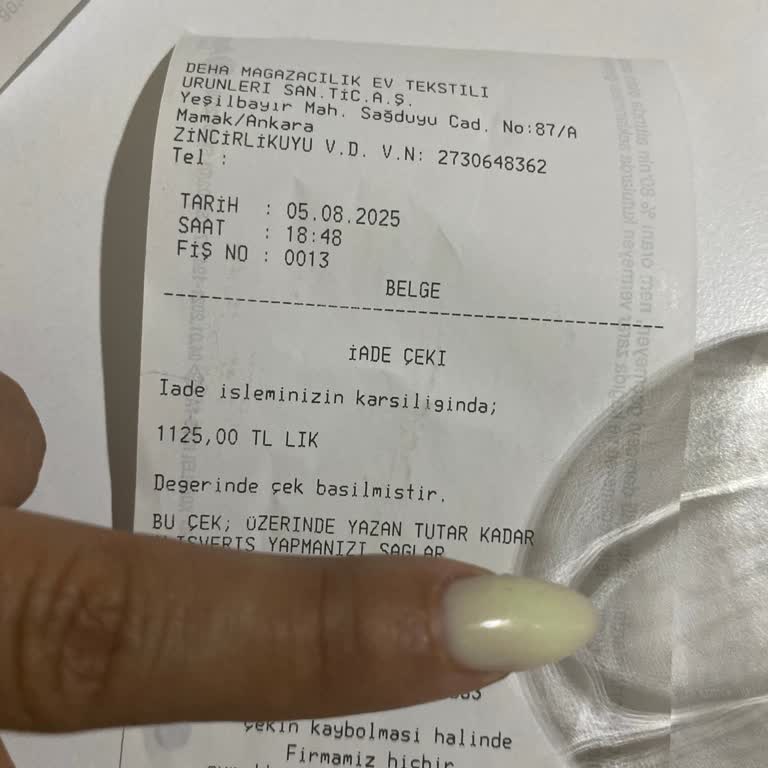 DEHA MAGAZACILIK EV TEKSTILI
URUNLERI SAN.TİC.A.Ş.
Yeşilbayır Mah. Sağduyu Cad. No:87/A
Mamak/Ankara
ZİNCİRLİKUYU V.D. V.N: 2730648362
Tel :
TARİH : 05.08.2025
SAAT : 18:48
FİŞ NO : 0013
BELGE
İADE ÇEKI
Iade isleminizin karsiliginda;
1125,00 TL LIK
Degerinde çek basilmistir.
BU ÇEK; ÜZERINDE YAZAN TUTAR KADAR
ALISVERIS YAPMANIZI SAGLAR
çekin kaybolmasi halinde
Firmamiz hicbir